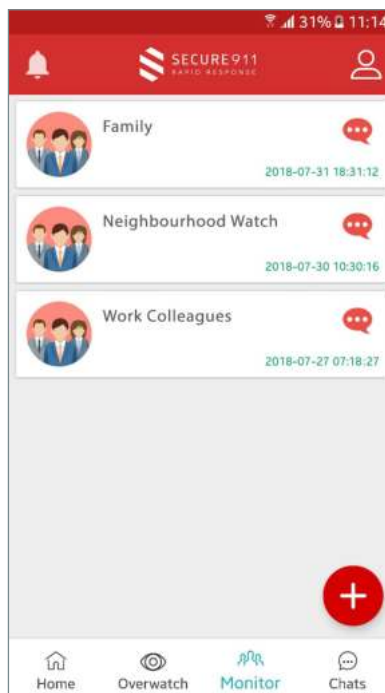 31% 11:14
SECURE911
RAPID RESPONSE
Family
2018-07-31 18:31:12
Neighbourhood Watch
2018-07-30 10:30:16
Work Colleagues
2018-07-27 07:18:27
Home Overwatch Monitor Chats